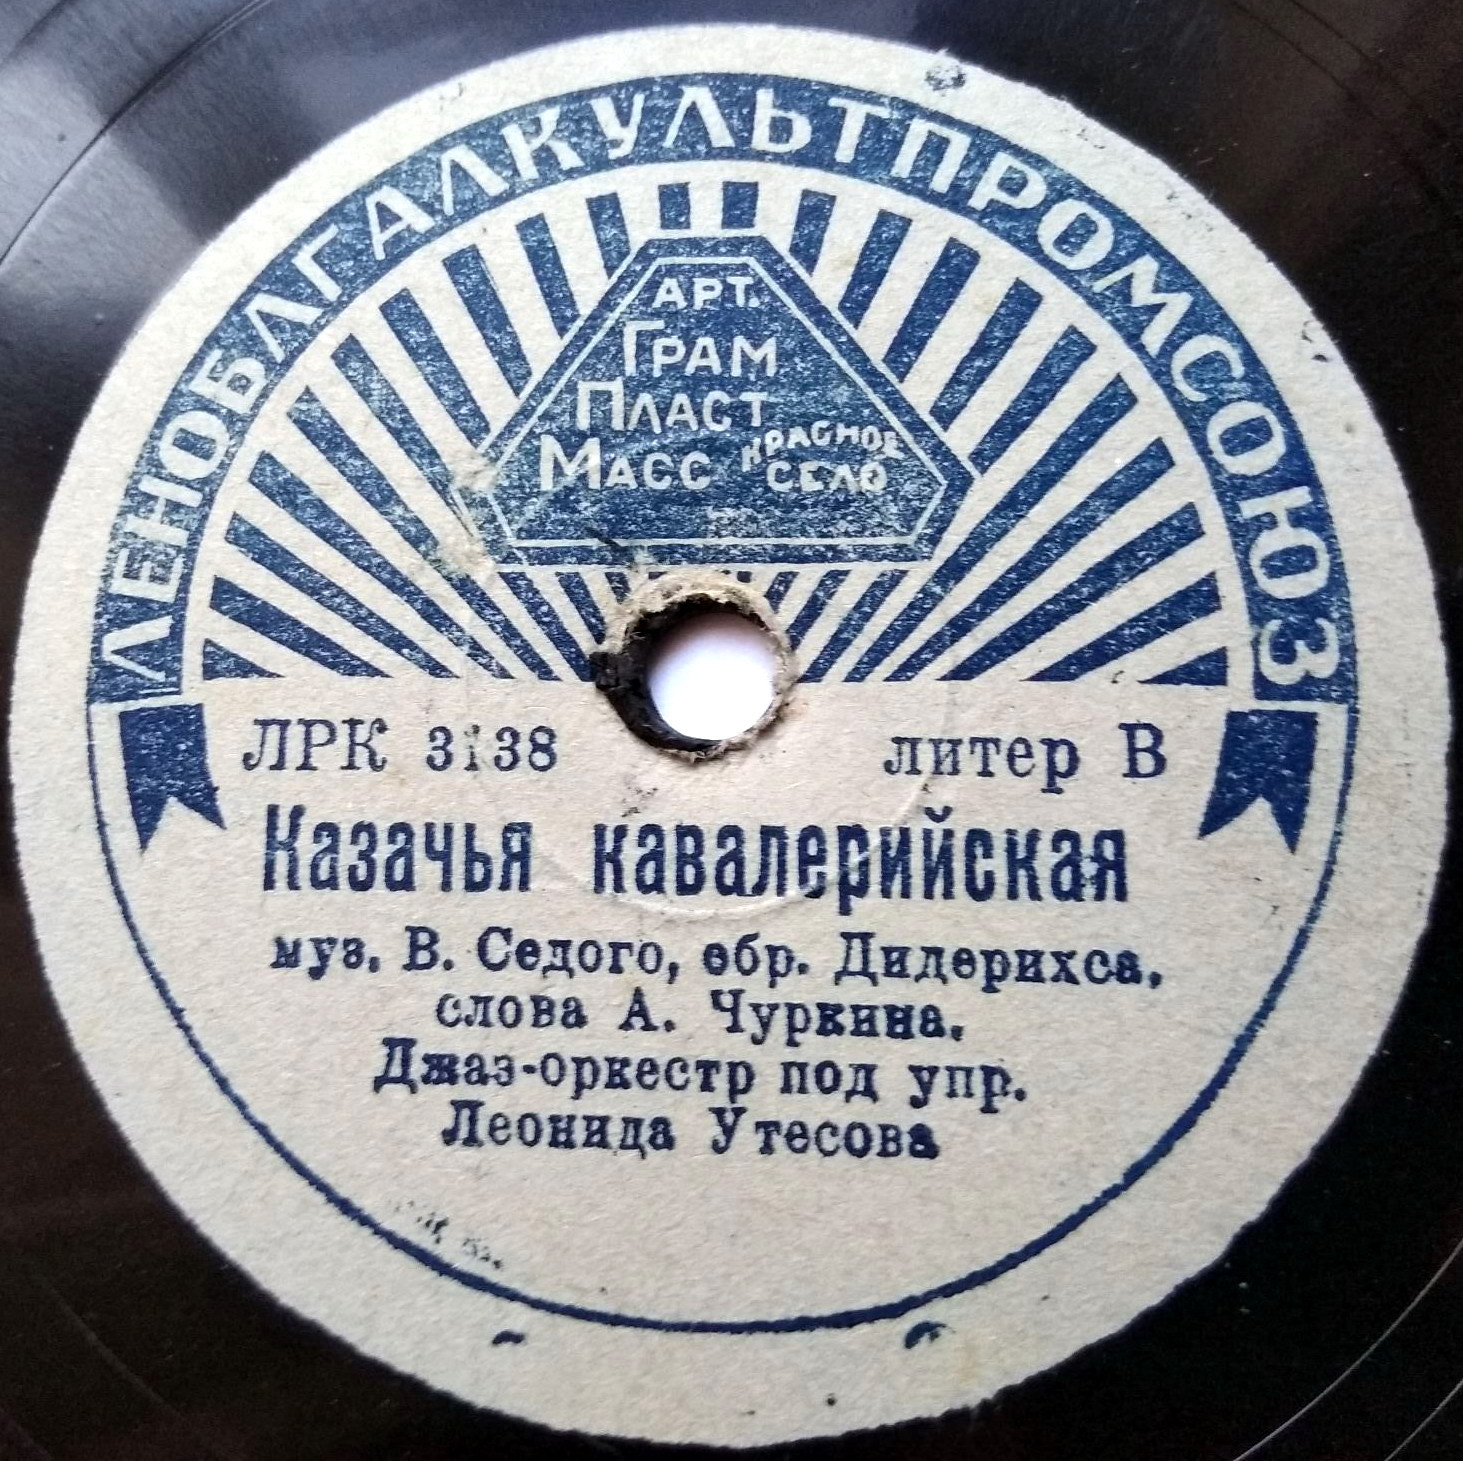 ЛЕНОБЛГАЛКУЛЬТПРОМСОЮЗ
АРТ.
ГРАМ
ПЛАСТ
МАСС КРАСНОЕ
СЕЛО
ЛРК 3138 литер В
Казачья кавалерийская
муз. В. Седого, обр. Дидерихса,
слова А. Чуркина.
Джаз-оркестр под упр.
Леонида Утесова